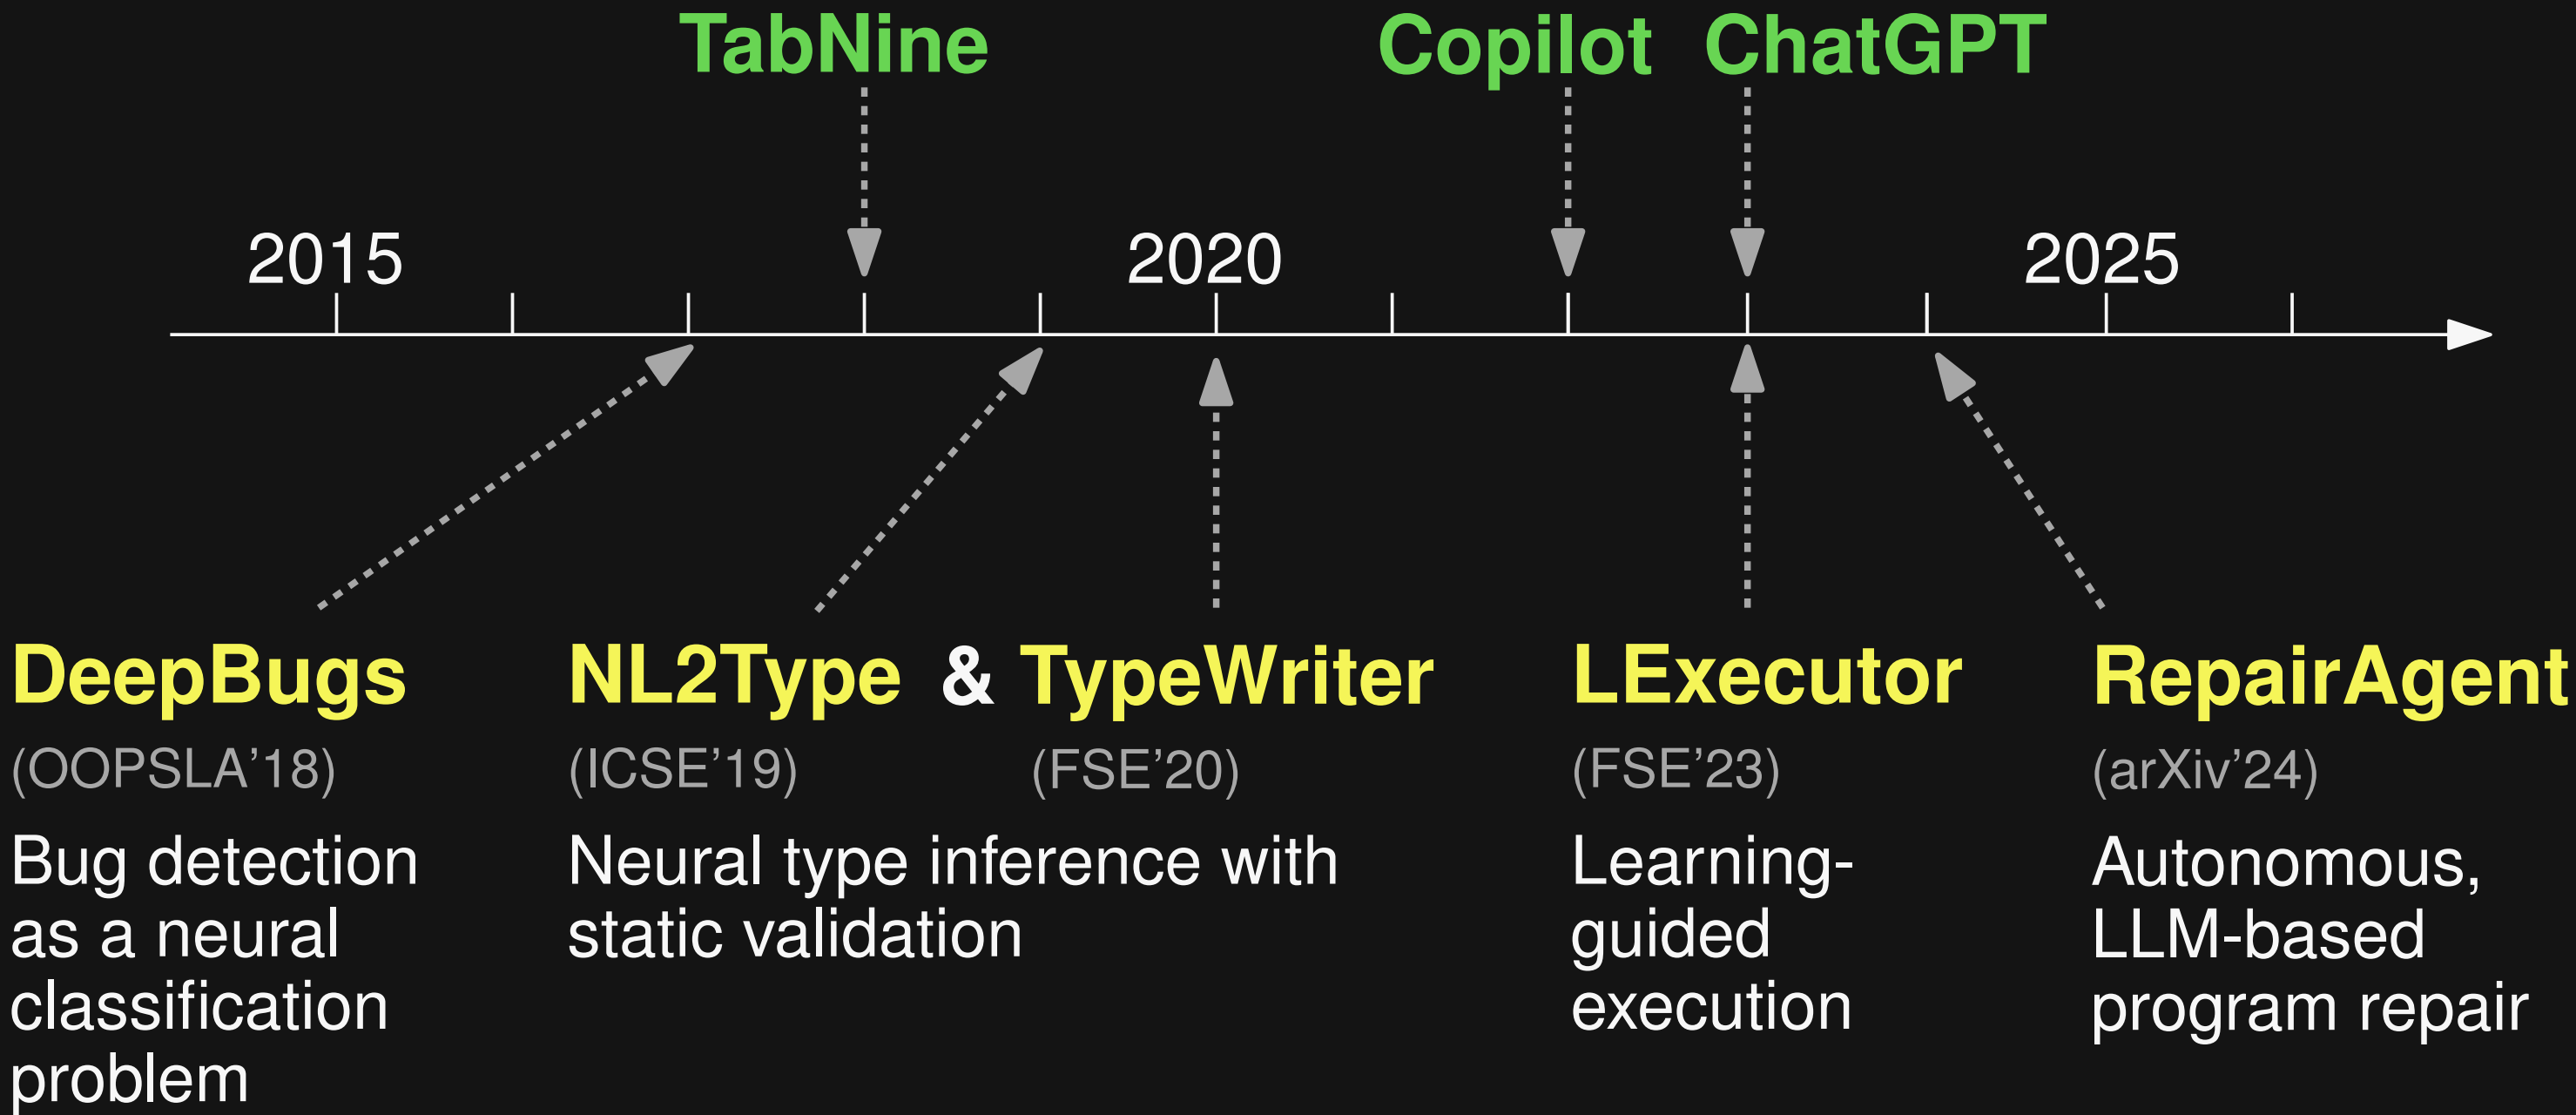 TabNine Copilot ChatGPT
2015 2020 2025
DeepBugs NL2Type & TypeWriter LExecutor RepairAgent
(OOPSLA’18) (ICSE’19) (FSE’20) (FSE’23) (arXiv’24)
Bug detection
as a neural
classification
problem
Neural type inference with
static validation
Learning-
guided
execution
Autonomous,
LLM-based
program repair